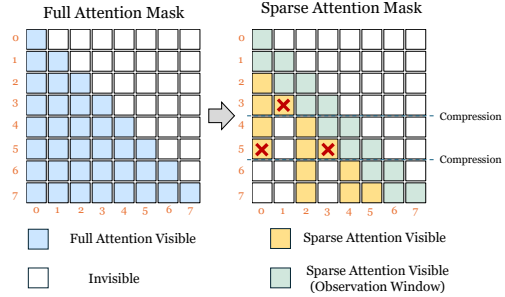 Full Attention Mask
Sparse Attention Mask
0
1
2
3
4
5
6
7
0 1 2 3 4 5 6 7
0
1
2
3
4
5
6
7
0 1 2 3 4 5 6 7
Compression
Compression
Full Attention Visible
Invisible
Sparse Attention Visible
Sparse Attention Visible
(Observation Window)